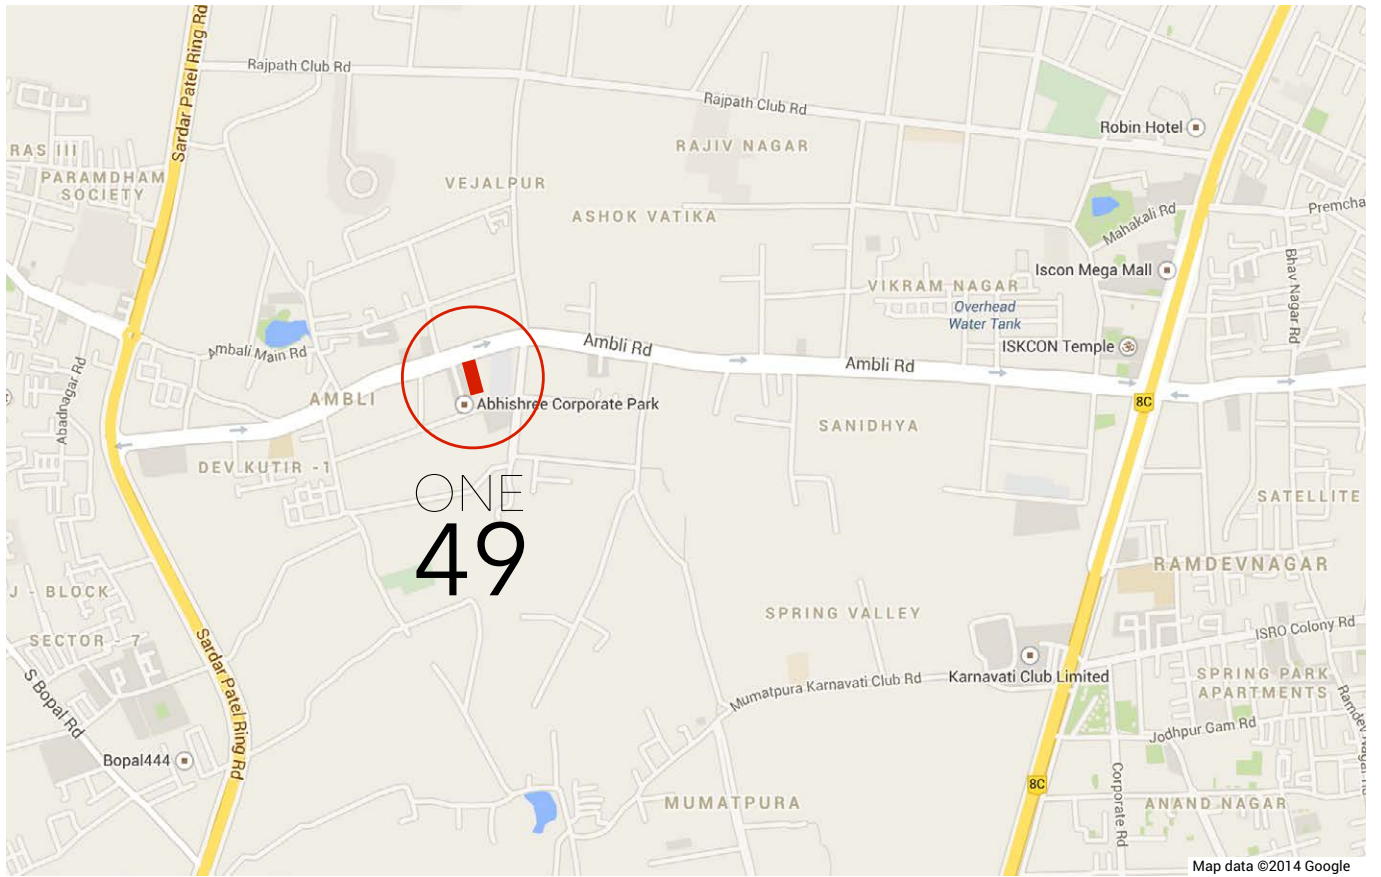 Sardar Patel Ring Rd
Rajpath Club Rd
Rajpath Club Rd
Robin Hotel
RAS III
PARAMDHAM
SOCIETY
RAJIV NAGAR
VEJALPUR
ASHOK VATIKA
Mahakali Rd
Premcha
Iscon Mega Mall
Bhav Nagar Rd
VIKRAM NAGAR
Overhead
Water Tank
ISKCON Temple
Ambali Main Rd
Ambli Rd
Ambli Rd
Abadnagar Rd
AMBLI
Abhishree Corporate Park
8C
SANIDHYA
DEV KUTIR -1
ONE
49
SATELLITE
RAMDEVNAGAR
J - BLOCK
SECTOR - 7
SPRING VALLEY
ISRO Colony Rd
Sardar Patel Ring Rd
S Bopal Rd
Karnavati Club Limited
Mumatpura Karnavati Club Rd
SPRING PARK
APARTMENTS
Jodhpur Gam Rd
Bopal444
8C
Corporate Rd
MUMATPURA
ANAND NAGAR
Map data ©2014 Google